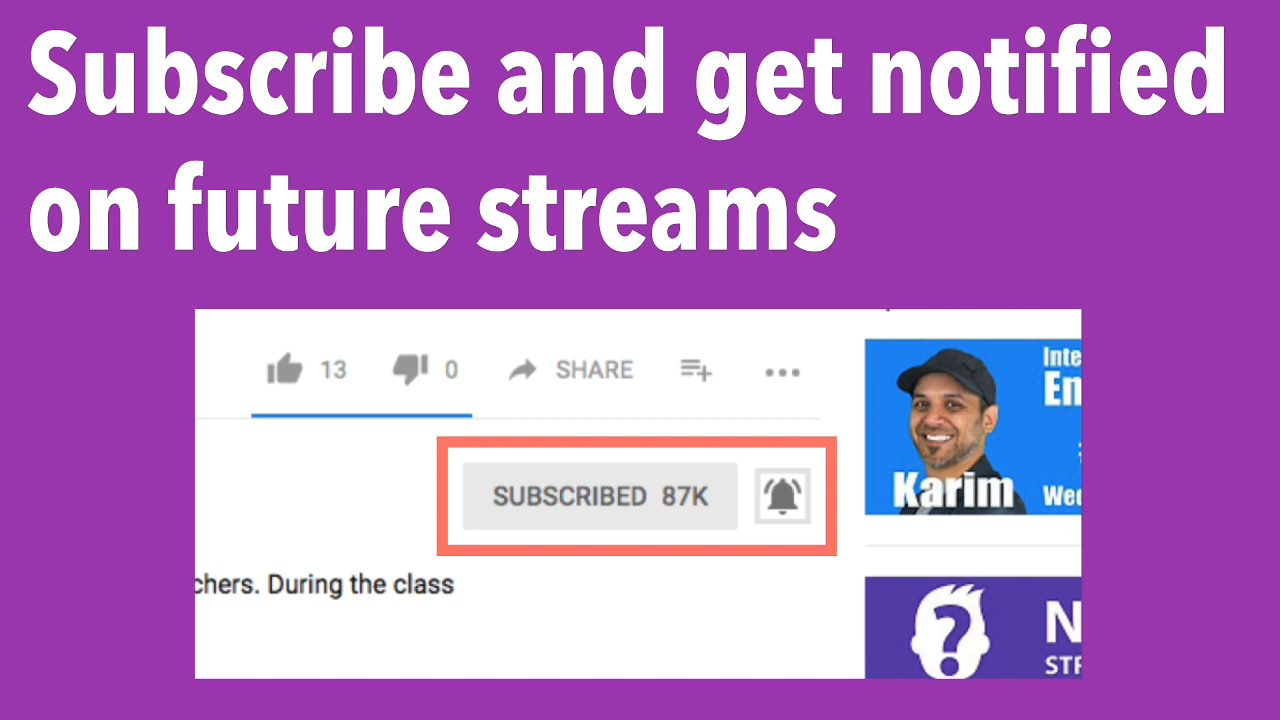 Subscribe and get notified
on future streams
13 0 SHARE
SUBSCRIBED 87K
chers. During the class
Karim